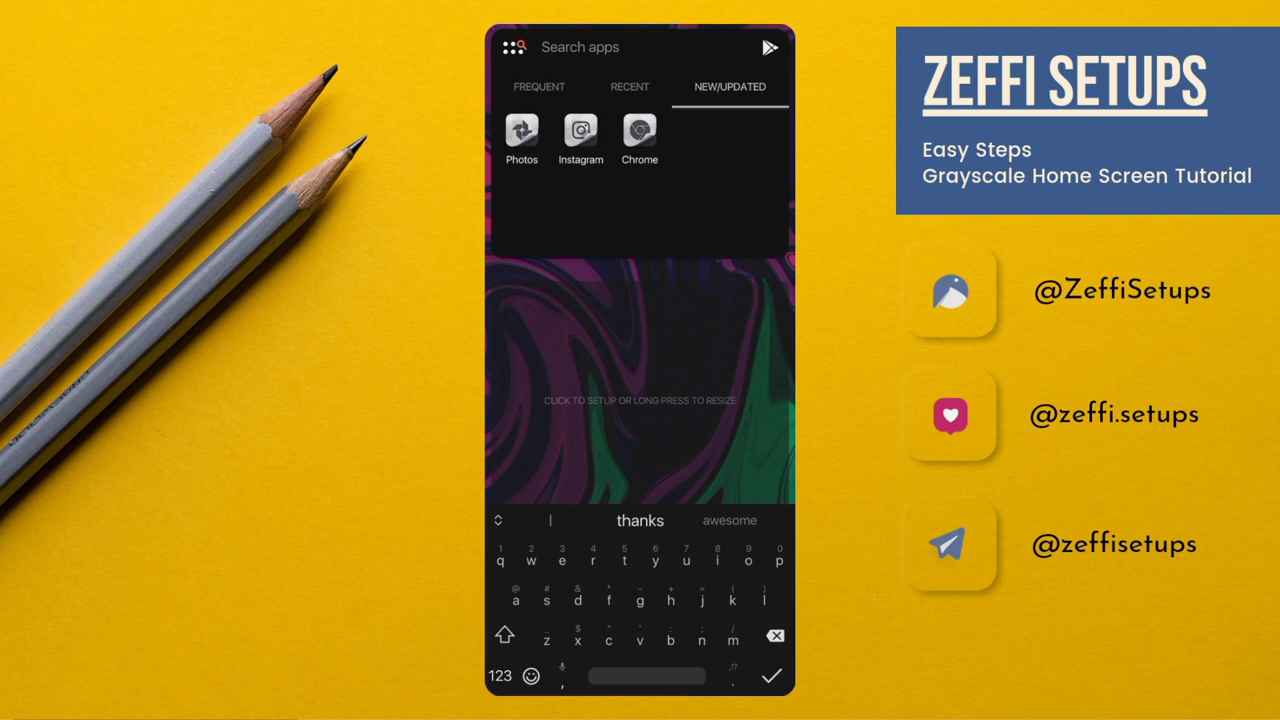 Search apps
FREQUENT RECENT NEW/UPDATED
Photos Instagram Chrome
CLICK TO SETUP OR LONG PRESS TO RESIZE
thanks awesome
1 2 3 4 5 6 7 8 9 0
q w e r t y u i o p
@ # & * - + = ( )
a s d f g h j k l
_ $ " ' : ; /
z x c v b n m
,!?
123 , .
ZEFFI SETUPS
Easy Steps
Grayscale Home Screen Tutorial
@ZeffiSetups
@zeffi.setups
@zeffisetups